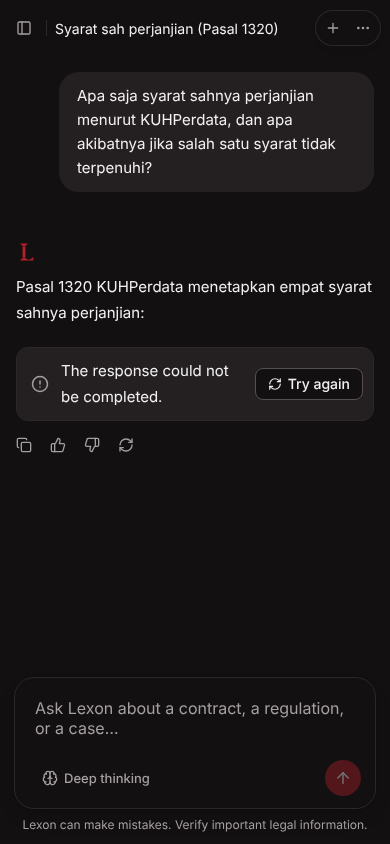 Syarat sah perjanjian (Pasal 1320)
Apa saja syarat sahnya perjanjian
menurut KUHPerdata, dan apa
akibatnya jika salah satu syarat tidak
terpenuhi?
L
Pasal 1320 KUHPerdata menetapkan empat syarat
sahnya perjanjian:
The response could not
be completed.
Try again
Ask Lexon about a contract, a regulation,
or a case...
Deep thinking
Lexon can make mistakes. Verify important legal information.